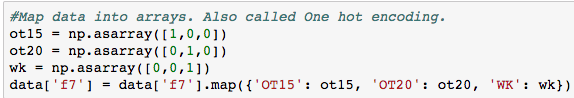 #Map data into arrays. Also called One hot encoding.
ot15 = np.asarray([1,0,0])
ot20 = np.asarray([0,1,0])
wk = np.asarray([0,0,1])
data['f7'] = data['f7'].map({'OT15': ot15, 'OT20': ot20, 'WK': wk})